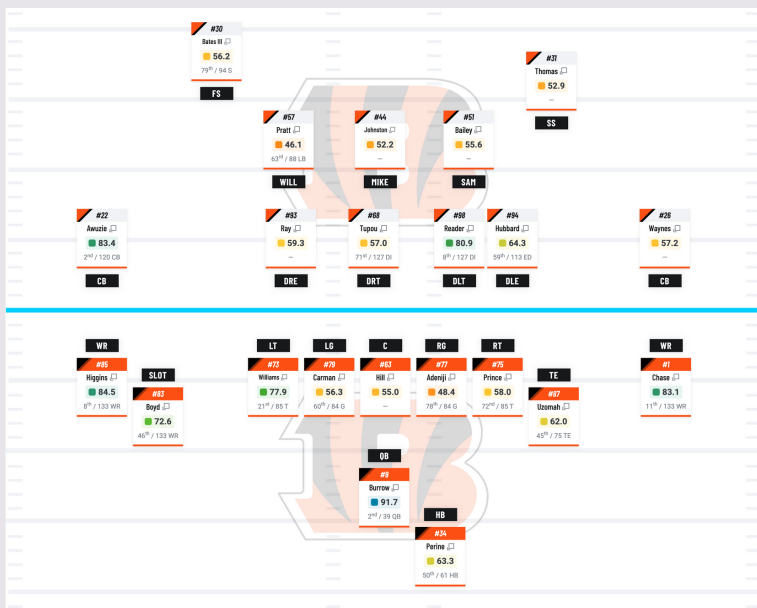 #30
Bates III
56.2
79th / 94 S
FS
#31
Thomas
52.9
–
SS
#57
Pratt
46.1
63rd / 88 LB
WILL
#44
Johnston
52.2
–
MIKE
#51
Bailey
55.6
–
SAM
#22
Awuzie
83.4
2nd / 120 CB
CB
#93
Ray
59.3
–
DRE
#68
Tupou
57.0
71st / 127 DI
DRT
#98
Reader
80.9
8th / 127 DI
DLT
#94
Hubbard
64.3
59th / 113 ED
DLE
#26
Waynes
57.2
–
CB
WR
#85
Higgins
84.5
8th / 133 WR
SLOT
#83
Boyd
72.6
46th / 133 WR
LT
#73
Williams
77.9
21st / 85 T
LG
#79
Carman
56.3
60th / 84 G
C
#63
Hill
55.0
–
RG
#77
Adeniji
48.4
78th / 84 G
RT
#75
Prince
58.0
72nd / 85 T
TE
#87
Uzomah
62.0
45th / 75 TE
WR
#1
Chase
83.1
11th / 133 WR
QB
#9
Burrow
91.7
2nd / 39 QB
HB
#34
Perine
63.3
50th / 61 HB